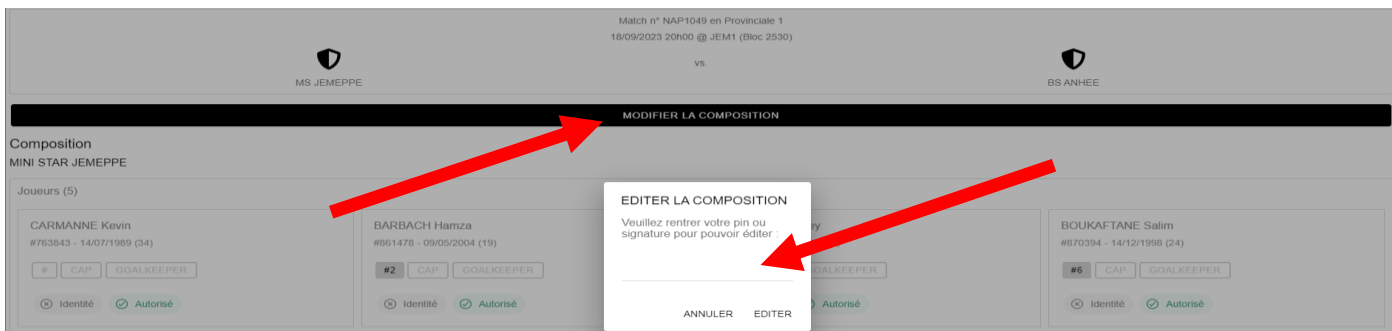 Match n° NAP1049 en Provinciale 1
18/09/2023 20h00 @ JEM1 (Bloc 2530)
MS JEMEPPE
vs.
BS ANHEE
MODIFIER LA COMPOSITION
Composition
MINI STAR JEMEPPE
Joueurs (5)
CARMANNE Kevin
#763843 - 14/07/1989 (34)
# CAP GOALKEEPER
Identité Autorisé
BARBACH Hamza
#861478 - 09/05/2004 (19)
#2 CAP GOALKEEPER
Identité Autorisé
EDITER LA COMPOSITION
Veuillez rentrer votre pin ou
signature pour pouvoir éditer :
ANNULER EDITER
GOALKEEPER
Autorisé
BOUKAFTANE Salim
#870394 - 14/12/1998 (24)
#6 CAP GOALKEEPER
Identité Autorisé